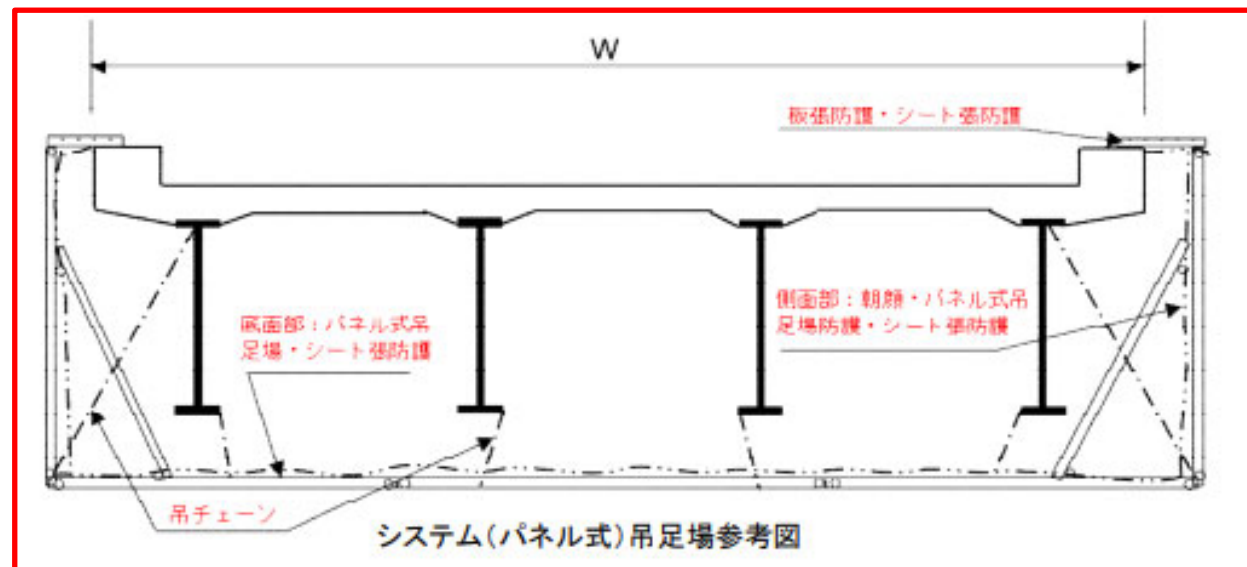 W
板張防護・シート張防護
側面部：朝顔・パネル式吊
足場防護・シート張防護
底面部：パネル式吊
足場・シート張防護
吊チェーン
システム(パネル式)吊足場参考図